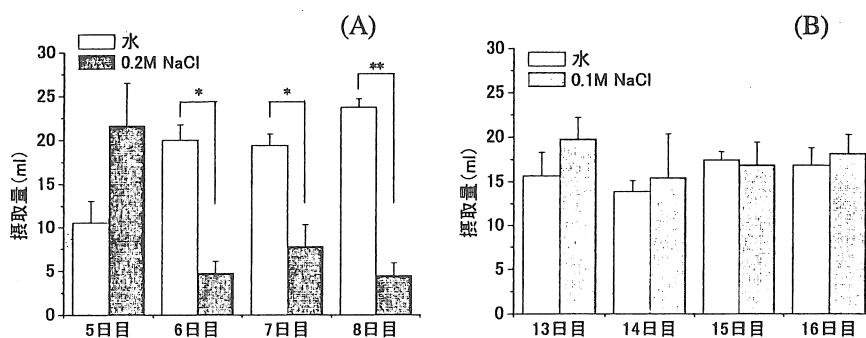 (A)
水
0.2M NaCl
摂取量(ml)
30
25
20
15
10
5
0
*
*
**
5日目
6日目
7日目
8日目
(B)
水
0.1M NaCl
摂取量(ml)
30
25
20
15
10
5
0
13日目
14日目
15日目
16日目